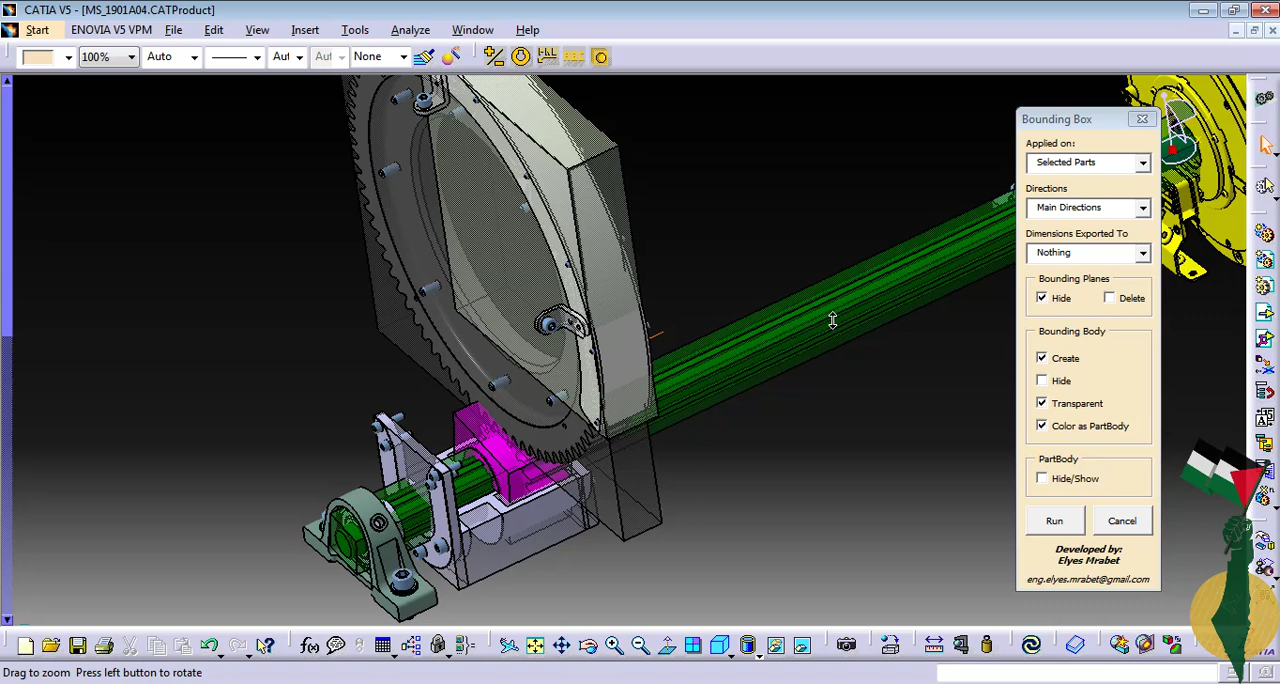 CATIA V5 - [MS_1901A04.CATProduct]
Start ENOVIA V5 VPM File Edit View Insert Tools Analyze Window Help
100% Auto Aut Aut None
Bounding Box
Applied on:
Selected Parts
Directions
Main Directions
Dimensions Exported To
Nothing
Bounding Planes
Hide Delete
Bounding Body
Create
Hide
Transparent
Color as PartBody
PartBody
Hide/Show
Run Cancel
Developed by:
Elyes Mrabet
eng.elyes.mrabet@gmail.com
f(x)
Drag to zoom Press left button to rotate